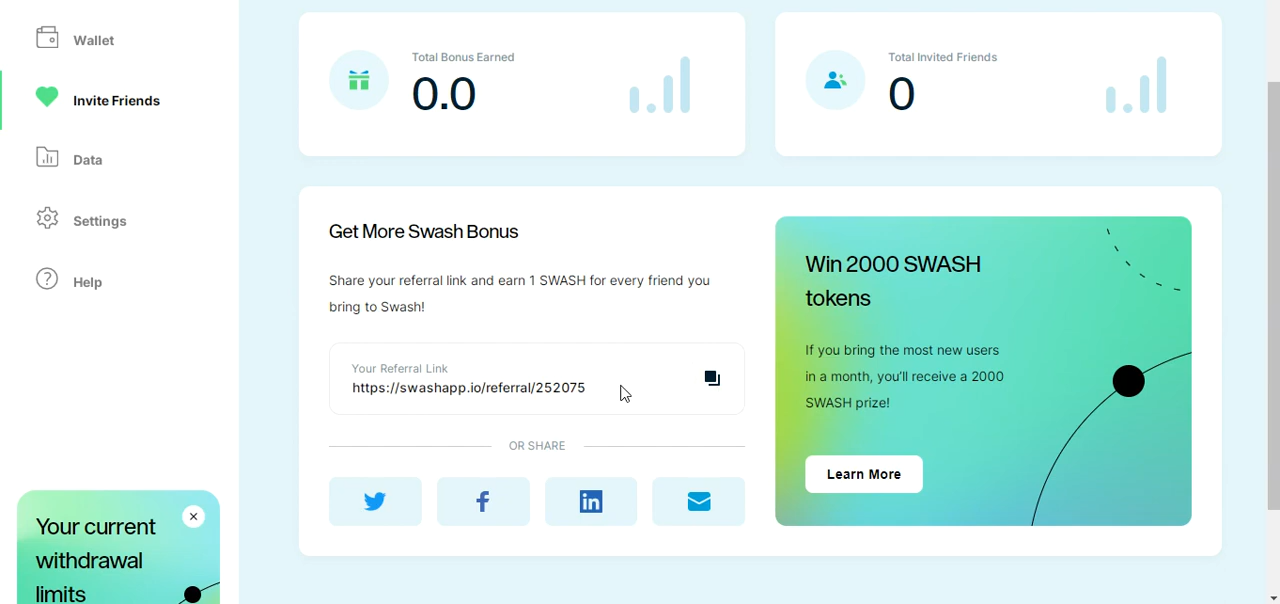 Wallet
Invite Friends
Data
Settings
Help
Your current
withdrawal
limits
Total Bonus Earned
0.0
Total Invited Friends
0
Get More Swash Bonus
Share your referral link and earn 1 SWASH for every friend you
bring to Swash!
Your Referral Link
https://swashapp.io/referral/252075
OR SHARE
Win 2000 SWASH
tokens
If you bring the most new users
in a month, you’ll receive a 2000
SWASH prize!
Learn More